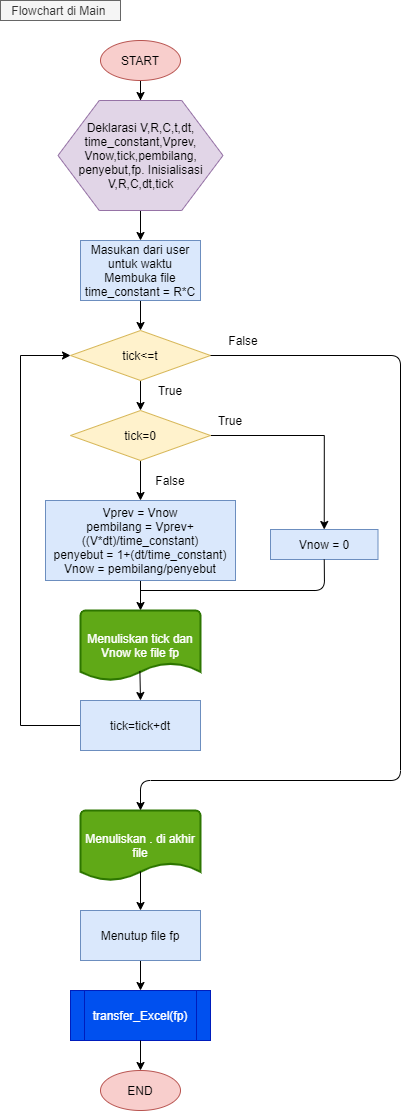 Flowchart di Main
START
Deklarasi V,R,C,t,dt,
time_constant,Vprev,
Vnow,tick,pembilang,
penyebut,fp. Inisialisasi
V,R,C,dt,tick
Masukan dari user
untuk waktu
Membuka file
time_constant = R*C
tick<=t
False
True
tick=0
True
False
Vprev = Vnow
pembilang = Vprev+
((V*dt)/time_constant)
penyebut = 1+(dt/time_constant)
Vnow = pembilang/penyebut
Vnow = 0
Menuliskan tick dan
Vnow ke file fp
tick=tick+dt
Menuliskan . di akhir
file
Menutup file fp
transfer_Excel(fp)
END